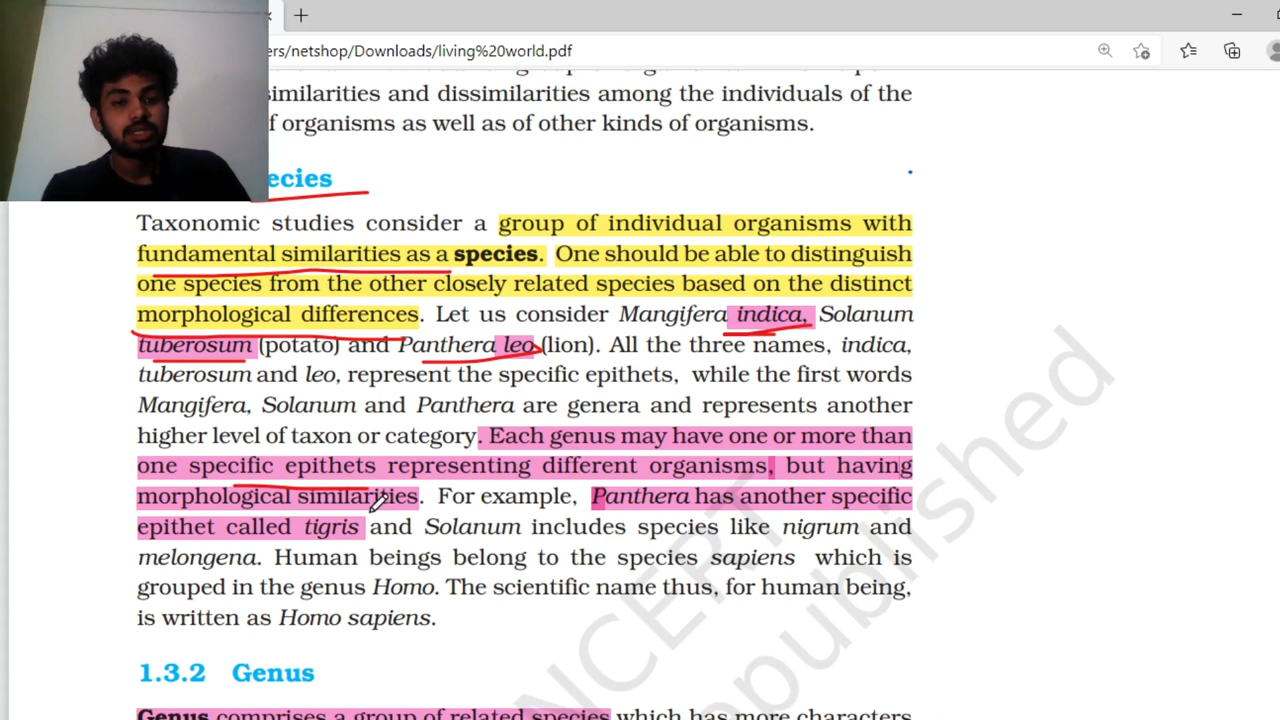 ers/netshop/Downloads/living%20world.pdf
imilarities and dissimilarities among the individuals of the
f organisms as well as of other kinds of organisms.
ecies
Taxonomic studies consider a group of individual organisms with
fundamental similarities as a species. One should be able to distinguish
one species from the other closely related species based on the distinct
morphological differences. Let us consider Mangifera indica, Solanum
tuberosum (potato) and Panthera leo (lion). All the three names, indica,
tuberosum and leo, represent the specific epithets, while the first words
Mangifera, Solanum and Panthera are genera and represents another
higher level of taxon or category. Each genus may have one or more than
one specific epithets representing different organisms, but having
morphological similarities. For example, Panthera has another specific
epithet called tigris and Solanum includes species like nigrum and
melongena. Human beings belong to the species sapiens which is
grouped in the genus Homo. The scientific name thus, for human being,
is written as Homo sapiens.
1.3.2 Genus
Genus comprises a group of related species which has more characters
NCERT
republished